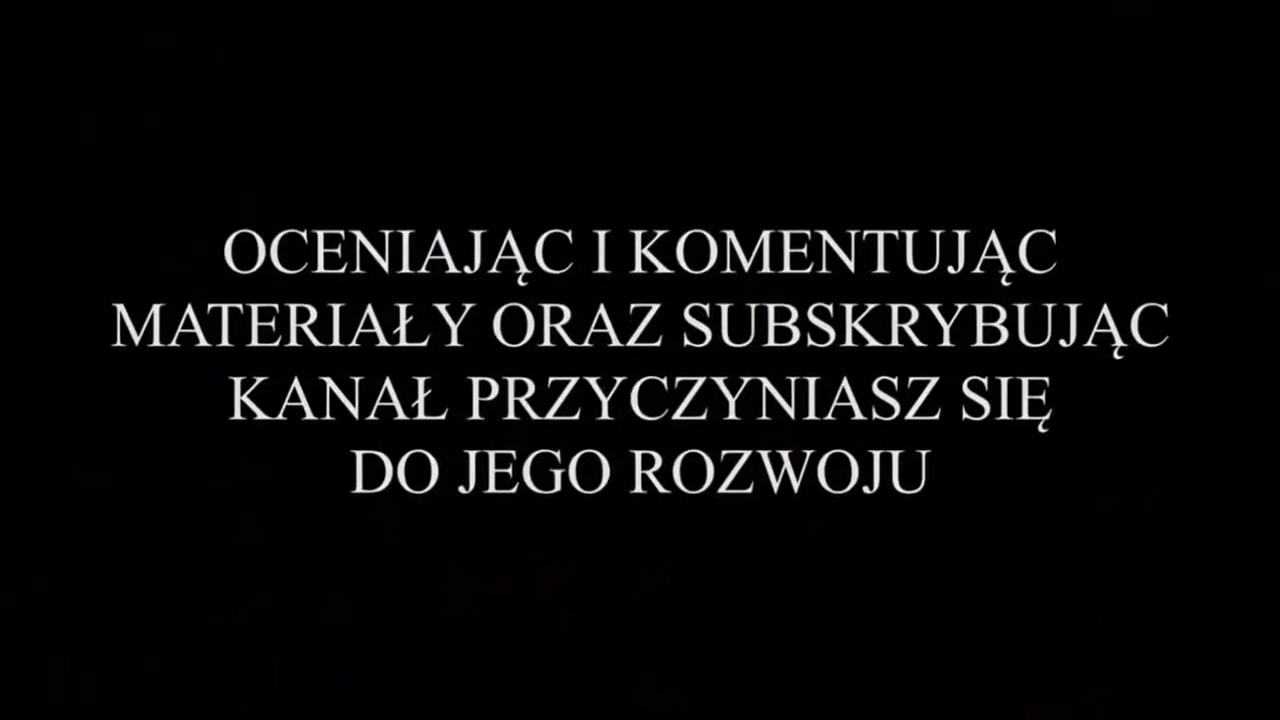 OCENIAJĄC I KOMENTUJĄC
MATERIAŁY ORAZ SUBSKRYBUJĄC
KANAŁ PRZYCZYNIASZ SIĘ
DO JEGO ROZWOJU